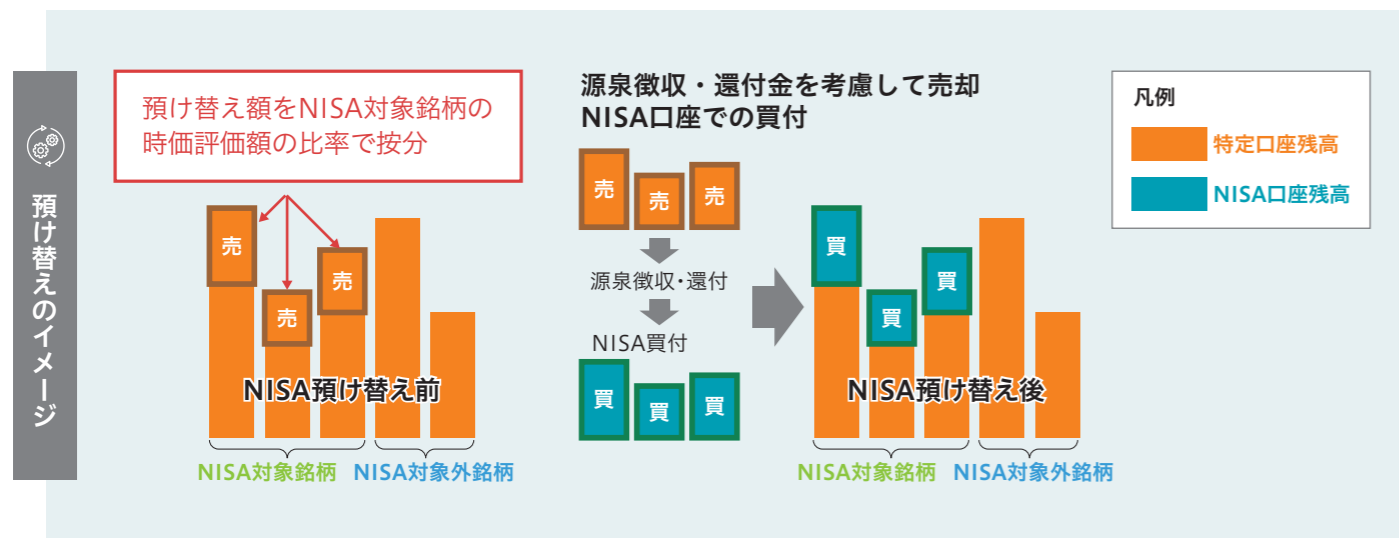 預け替えのイメージ
預け替え額をNISA対象銘柄の
時価評価額の比率で按分
売
売
売
NISA預け替え前
NISA対象銘柄
NISA対象外銘柄
源泉徴収・還付金を考慮して売却
NISA口座での買付
売
売
売
源泉徴収・還付
NISA買付
買
買
買
買
買
買
NISA預け替え後
NISA対象銘柄
NISA対象外銘柄
凡例
特定口座残高
NISA口座残高